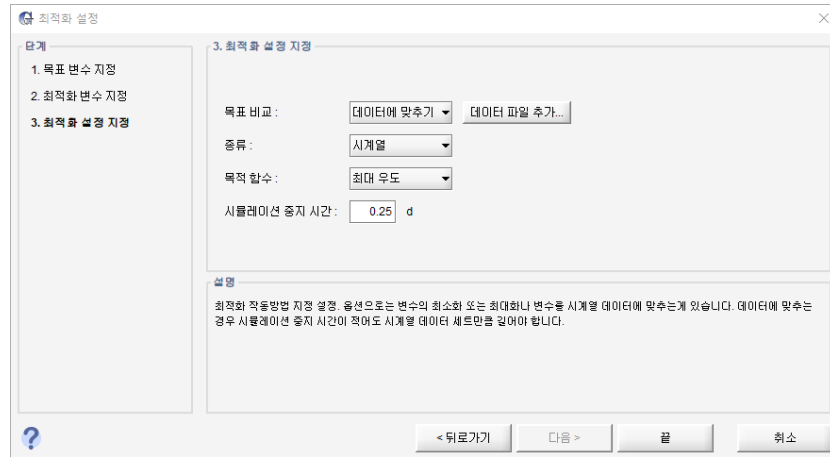 최적화 설정
단계
1. 목표 변수 지정
2. 최적화 변수 지정
3. 최적화 설정 지정
3. 최적화 설정 지정
목표 비교 : 데이터에 맞추기 데이터 파일 추가...
종류 : 시계열
목적 함수 : 최대 우도
시뮬레이션 중지 시간 : 0.25 d
설명
최적화 작동방법 지정 설정. 옵션으로는 변수의 최소화 또는 최대화나 변수를 시계열 데이터에 맞추는게 있습니다. 데이터에 맞추는
경우 시뮬레이션 중지 시간이 적어도 시계열 데이터 세트만큼 길어야 합니다.
?
< 뒤로가기 다음 > 끝 취소